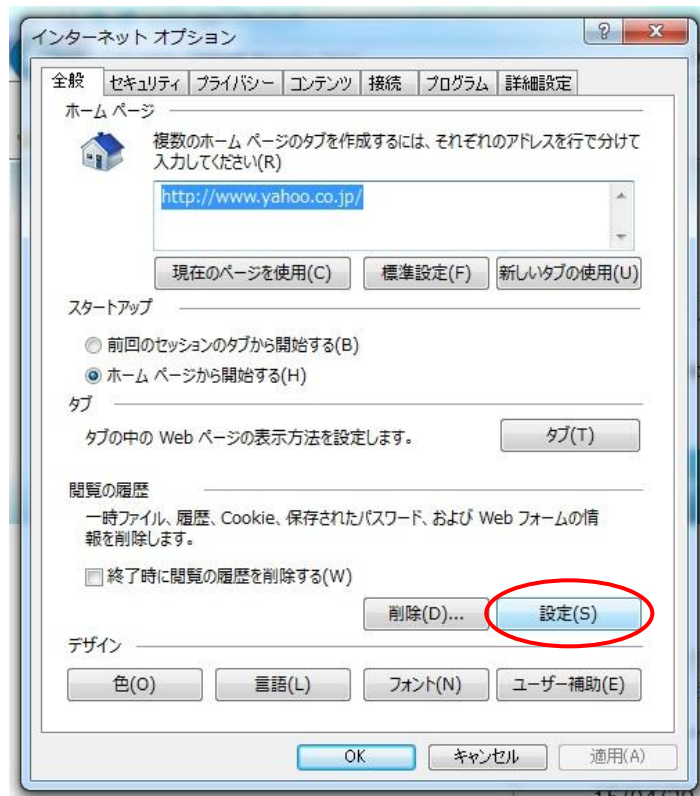 インターネット オプション
全般 セキュリティ プライバシー コンテンツ 接続 プログラム 詳細設定
ホーム ページ
複数のホーム ページのタブを作成するには、それぞれのアドレスを行で分けて
入力してください(R)
http://www.yahoo.co.jp/
現在のページを使用(C) 標準設定(F) 新しいタブの使用(U)
スタートアップ
前回のセッションのタブから開始する(B)
ホーム ページから開始する(H)
タブ
タブの中の Web ページの表示方法を設定します。 タブ(T)
閲覧の履歴
一時ファイル、履歴、Cookie、保存されたパスワード、および Web フォームの情
報を削除します。
終了時に閲覧の履歴を削除する(W)
削除(D)... 設定(S)
デザイン
色(O) 言語(L) フォント(N) ユーザー補助(E)
OK キャンセル 適用(A)